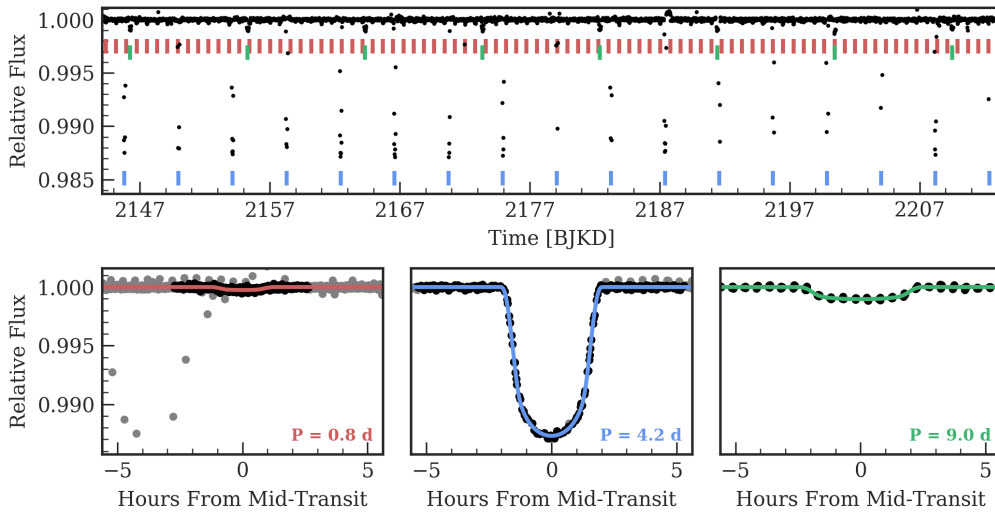 Relative Flux
1.000
0.995
0.990
0.985
2147 2157 2167 2177 2187 2197 2207
Time [BJKD]
Relative Flux
1.000
0.995
0.990
P = 0.8 d
P = 4.2 d
P = 9.0 d
−5 0 5
−5 0 5
−5 0 5
Hours From Mid-Transit
Hours From Mid-Transit
Hours From Mid-Transit